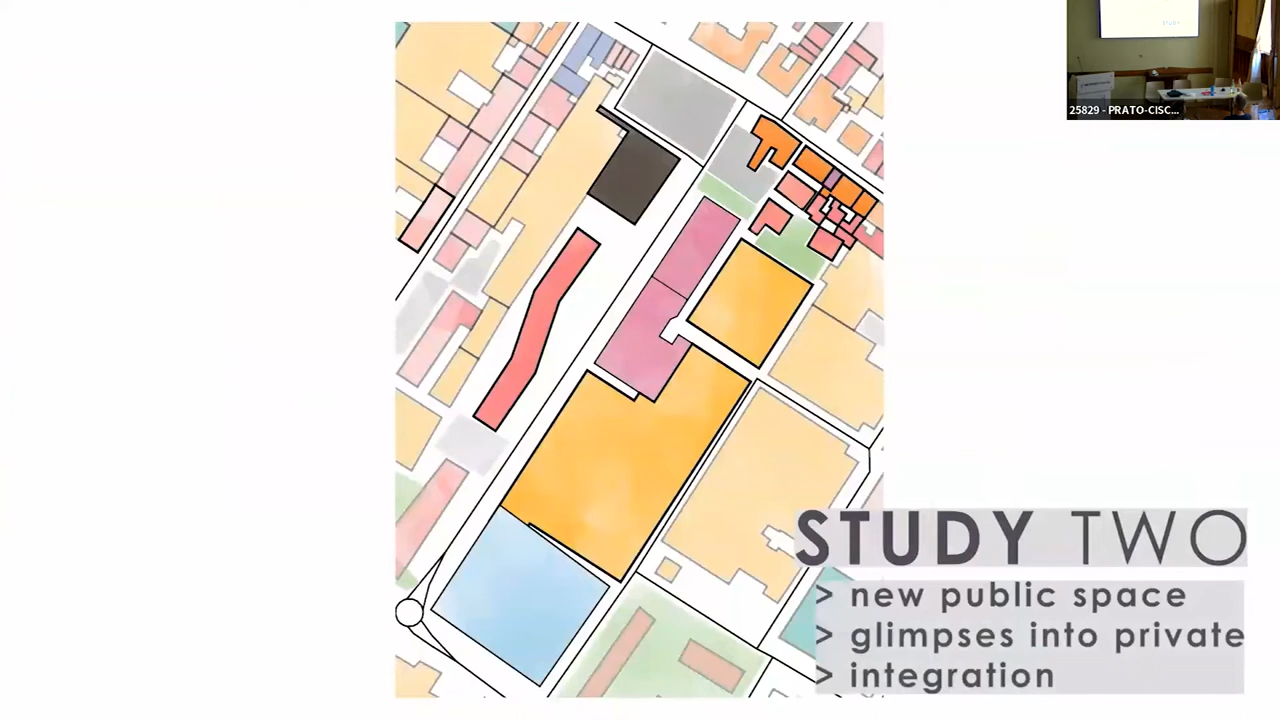 25829 - PRATO-CISC...
STUDY TWO
> new public space
> glimpses into private
> integration